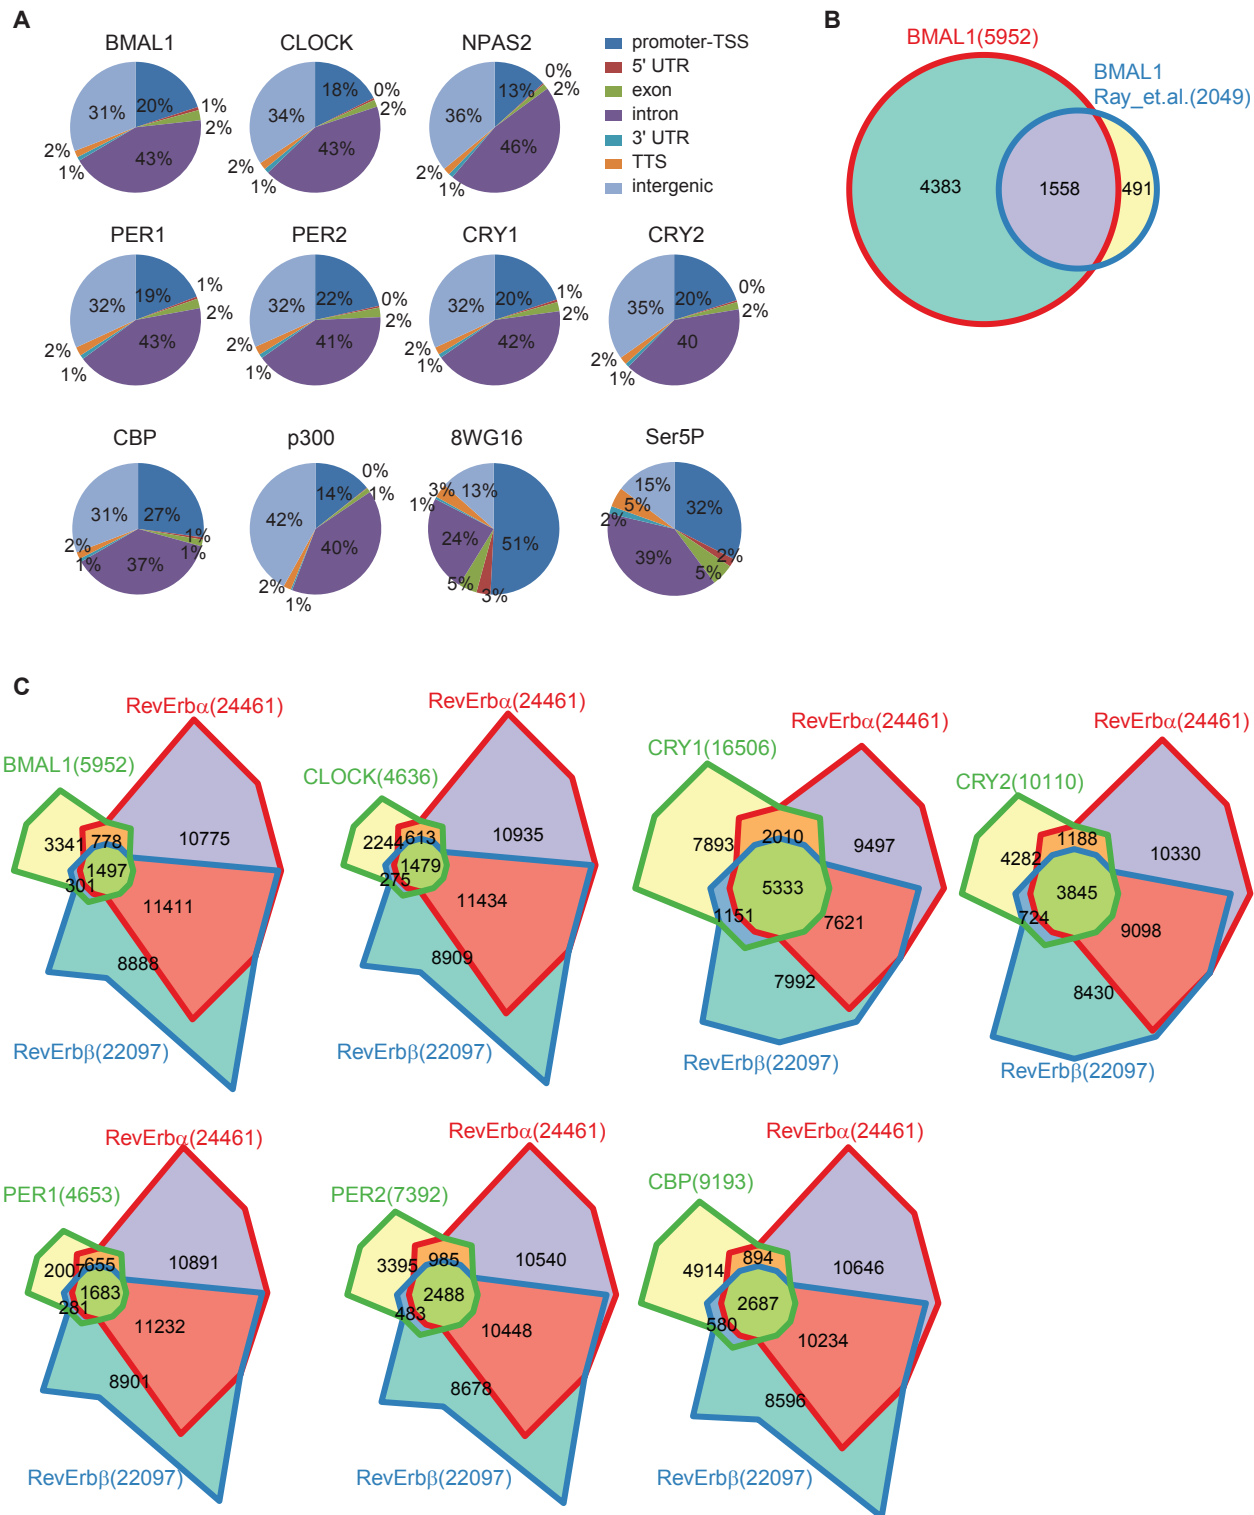 A
B
BMAL1
CLOCK
NPAS2
promoter-TSS
5' UTR
exon
intron
3' UTR
TTS
intergenic
31%
20%
1%
2%
43%
2%
1%
34%
18%
0%
2%
43%
2%
1%
36%
13%
0%
2%
46%
2%
1%
BMAL1(5952)
BMAL1
Ray_et.al.(2049)
4383
1558
491
PER1
PER2
CRY1
CRY2
32%
19%
1%
2%
43%
2%
1%
32%
22%
0%
2%
41%
2%
1%
32%
20%
1%
2%
42%
2%
1%
35%
20%
0%
2%
40
2%
1%
CBP
p300
8WG16
Ser5P
31%
27%
1%
1%
37%
2%
1%
42%
14%
0%
1%
40%
2%
1%
3%
13%
1%
24%
51%
5%
3%
15%
5%
32%
2%
39%
2%
5%
C
RevErbα(24461)
BMAL1(5952)
3341
778
10775
1497
301
11411
8888
RevErbβ(22097)
RevErbα(24461)
CLOCK(4636)
2244
613
10935
1479
275
11434
8909
RevErbβ(22097)
RevErbα(24461)
CRY1(16506)
7893
2010
9497
5333
1151
7621
7992
RevErbβ(22097)
RevErbα(24461)
CRY2(10110)
4282
1188
10330
3845
724
9098
8430
RevErbβ(22097)
RevErbα(24461)
PER1(4653)
2007
655
10891
1683
281
11232
8901
RevErbβ(22097)
RevErbα(24461)
PER2(7392)
3395
985
10540
2488
483
10448
8678
RevErbβ(22097)
RevErbα(24461)
CBP(9193)
4914
894
10646
2687
580
10234
8596
RevErbβ(22097)